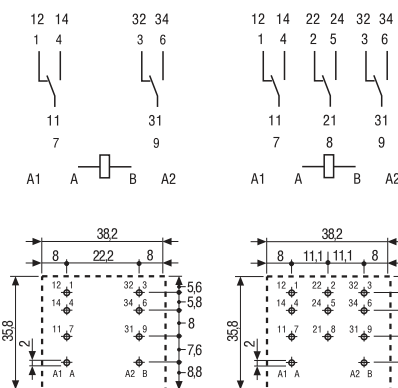 12 14 32 34
1 4 3 6
11 31
7 9
A1 A B A2
12 14 22 24 32 34
1 4 2 5 3 6
11 21 31
7 8 9
A1 A B A2
38,2
8 22,2 8
12 1 32 3
14 4 34 6
11 7 31 9
A1 A A2 B
35,8
2
5,6
5,8
8
7,6
8,8
38,2
8 11,1 11,1 8
12 1 22 2 32 3
14 4 24 5 34 6
11 7 21 8 31 9
A1 A A2 B
35,8
2